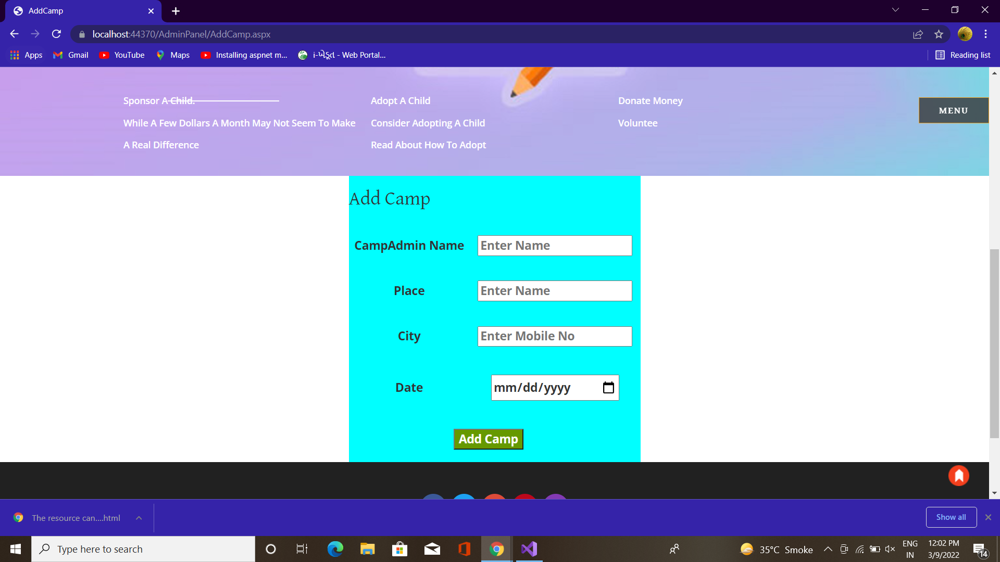 AddCamp
localhost:44370/AdminPanel/AddCamp.aspx
Apps Gmail YouTube Maps Installing aspnet m... i-ખેડૂત - Web Portal... Reading list
Sponsor A Child. Adopt A Child Donate Money
MENU
While A Few Dollars A Month May Not Seem To Make Consider Adopting A Child Voluntee
A Real Difference Read About How To Adopt
Add Camp
CampAdmin Name Enter Name
Place Enter Name
City Enter Mobile No
Date mm/dd/yyyy
Add Camp
The resource can....html Show all
Type here to search
35°C Smoke
ENG
IN
12:02 PM
3/9/2022
14